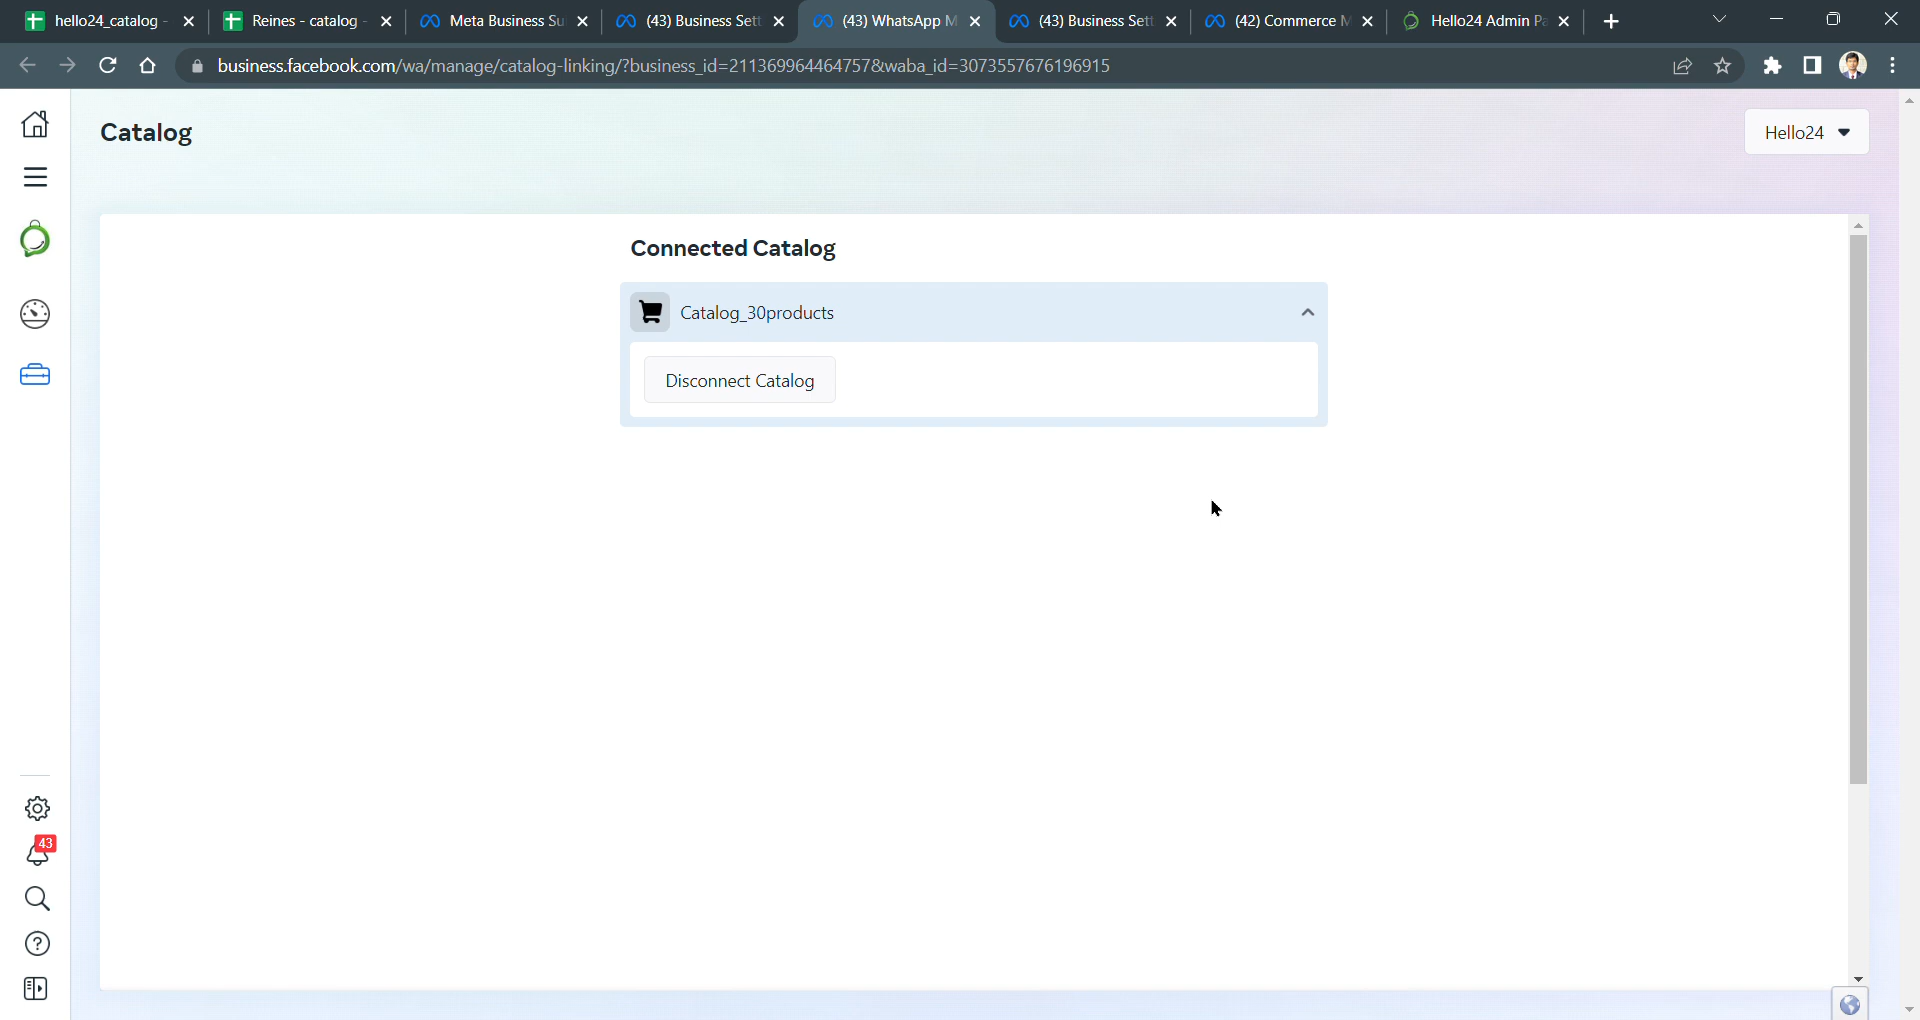 hello24_catalog -
Reines - catalog -
Meta Business Su
(43) Business Sett
(43) WhatsApp M
(43) Business Sett
(42) Commerce M
Hello24 Admin Pa
business.facebook.com/wa/manage/catalog-linking/?business_id=211369964464757&waba_id=3073557676196915
Catalog
Hello24
Connected Catalog
Catalog_30products
Disconnect Catalog
43